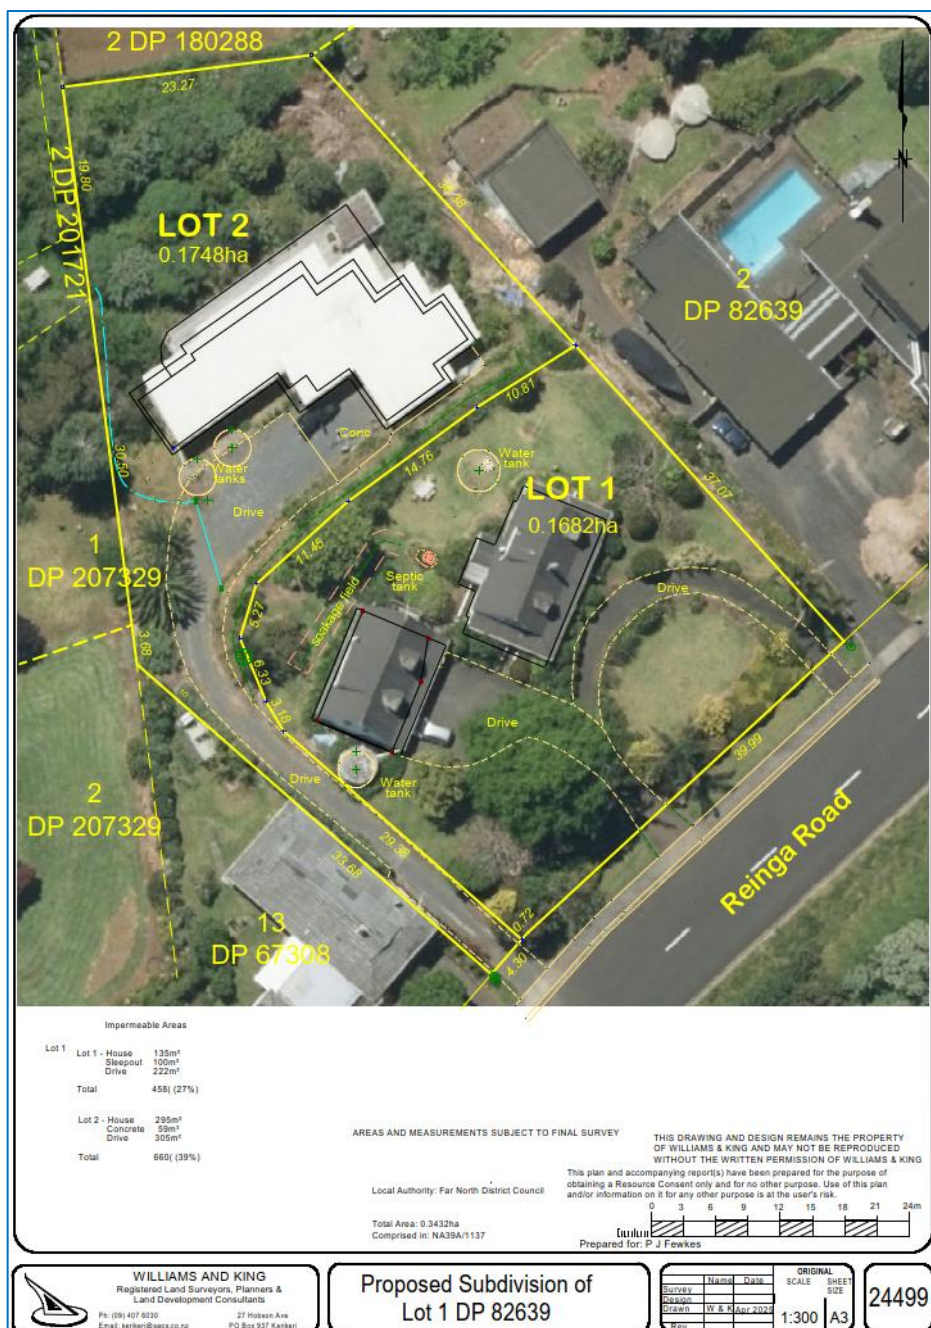 2 DP 180288
23.27
19.80
2 DP 201721
LOT 2
0.1748ha
36.38
2
DP 82639
10.81
Conc
14.76
Water
tank
LOT 1
0.1682ha
37.07
30.50
Water
tanks
Drive
11.45
1
DP 207329
Septic
tank
soakage field
5.27
Drive
3.68
6.33
3.18
Drive
39.99
Drive
Water
tank
2
DP 207329
29.38
33.68
Reinga Road
13
DP 67308
0.72
4.30
Impermeable Areas
Lot 1
Lot 1 - House 135m²
Sleepout 100m²
Drive 222m²
Total 458( (27%)
Lot 2 - House 295m²
Concrete 59m²
Drive 305m²
Total 660( (39%)
AREAS AND MEASUREMENTS SUBJECT TO FINAL SURVEY
THIS DRAWING AND DESIGN REMAINS THE PROPERTY
OF WILLIAMS & KING AND MAY NOT BE REPRODUCED
WITHOUT THE WRITTEN PERMISSION OF WILLIAMS & KING
This plan and accompanying report(s) have been prepared for the purpose of
obtaining a Resource Consent only and for no other purpose. Use of this plan
and/or information on it for any other purpose is at the user's risk.
Local Authority: Far North District Council
0 3 6 9 12 15 18 21 24m
Total Area: 0.3432ha
Comprised in: NA39A/1137
Prepared for: P J Fewkes
WILLIAMS AND KING
Registered Land Surveyors, Planners &
Land Development Consultants
Ph: (09) 407 6030 27 Hobson Ave
Email: kerikeri@saps.co.nz PO Box 937 Kerikeri
Proposed Subdivision of
Lot 1 DP 82639
Name Date
Survey
Design
Drawn W & K Apr 2025
Rev
ORIGINAL
SCALE SHEET
SIZE
1:300 A3
24499
N